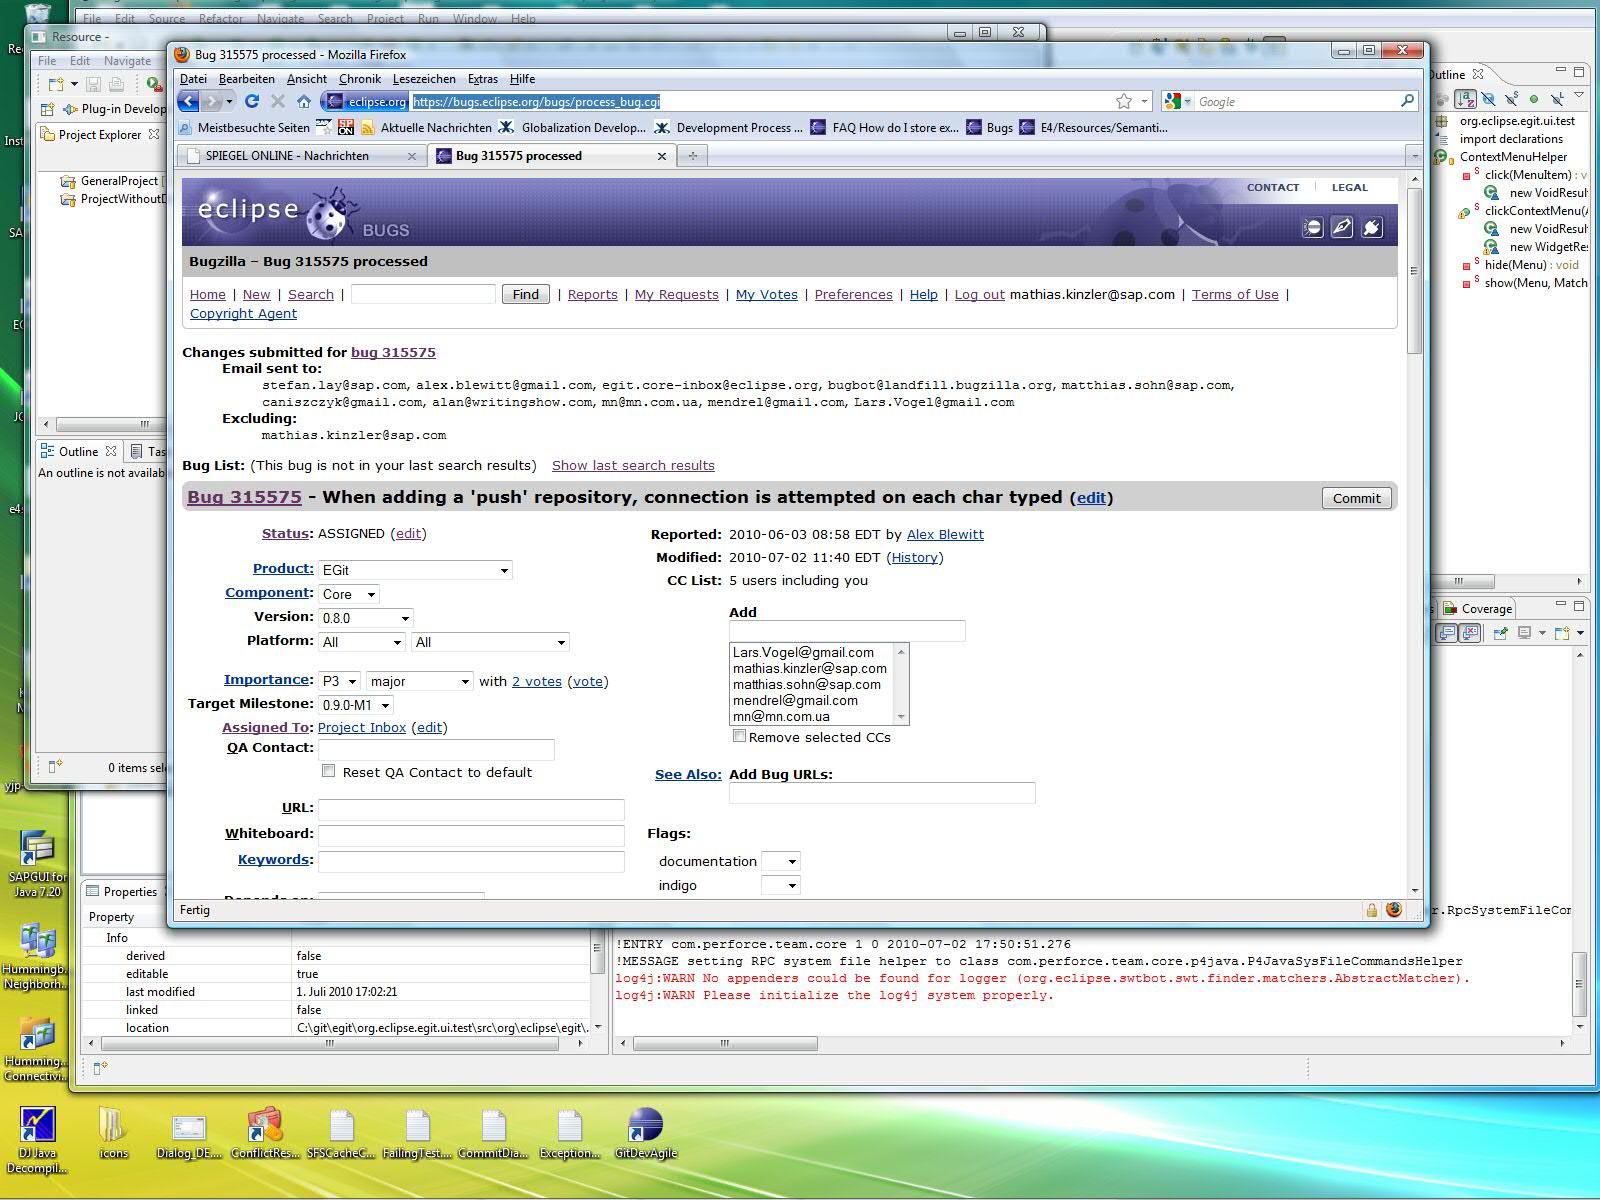 File Edit Source Refactor Navigate Search Project Run Window Help
Resource -
File Edit Navigate
Plug-in Develop
Project Explorer
GeneralProject
ProjectWithoutD
Outline
An outline is not availab
0 items sele
Bug 315575 processed - Mozilla Firefox
Datei Bearbeiten Ansicht Chronik Lesezeichen Extras Hilfe
eclipse.org https://bugs.eclipse.org/bugs/process_bug.cgi
Google
Meistbesuchte Seiten Aktuelle Nachrichten Globalization Develop... Development Process ... FAQ How do I store ex... Bugs E4/Resources/Semanti...
SPIEGEL ONLINE - Nachrichten
Bug 315575 processed
CONTACT LEGAL
eclipse BUGS
Bugzilla – Bug 315575 processed
Home | New | Search | Find | Reports | My Requests | My Votes | Preferences | Help | Log out mathias.kinzler@sap.com | Terms of Use |
Copyright Agent
Changes submitted for bug 315575
Email sent to:
stefan.lay@sap.com, alex.blewitt@gmail.com, egit.core-inbox@eclipse.org, bugbot@landfill.bugzilla.org, matthias.sohn@sap.com,
caniszczyk@gmail.com, alan@writingshow.com, mn@mn.com.ua, mendrel@gmail.com, Lars.Vogel@gmail.com
Excluding:
mathias.kinzler@sap.com
Bug List: (This bug is not in your last search results) Show last search results
Bug 315575 - When adding a 'push' repository, connection is attempted on each char typed (edit)
Commit
Status: ASSIGNED (edit)
Product: EGit
Component: Core
Version: 0.8.0
Platform: All All
Importance: P3 major with 2 votes (vote)
Target Milestone: 0.9.0-M1
Assigned To: Project Inbox (edit)
QA Contact:
Reset QA Contact to default
URL:
Whiteboard:
Keywords:
Reported: 2010-06-03 08:58 EDT by Alex Blewitt
Modified: 2010-07-02 11:40 EDT (History)
CC List: 5 users including you
Add
Lars.Vogel@gmail.com
mathias.kinzler@sap.com
matthias.sohn@sap.com
mendrel@gmail.com
mn@mn.com.ua
Remove selected CCs
See Also: Add Bug URLs:
Flags:
documentation
indigo
Fertig
Outline
org.eclipse.egit.ui.test
import declarations
ContextMenuHelper
click(MenuItem) : v
new VoidResul
clickContextMenu(A
new VoidResul
new WidgetRes
hide(Menu) : void
show(Menu, Match
Coverage
Properties
Property
Info
derived false
editable true
last modified 1. Juli 2010 17:02:21
linked false
location C:\git\egit\org.eclipse.egit.ui.test\src\org\eclipse\egit\.
r.RpcSystemFileCom
!ENTRY com.perforce.team.core 1 0 2010-07-02 17:50:51.276
!MESSAGE setting RPC system file helper to class com.perforce.team.core.p4java.P4JavaSysFileCommandsHelper
log4j:WARN No appenders could be found for logger (org.eclipse.swtbot.swt.finder.matchers.AbstractMatcher).
log4j:WARN Please initialize the log4j system properly.
SAPGUI for
Java 7.20
Hummingb...
Neighborh...
Humming...
Connectivi...
DJ Java
Decompil...
icons
Dialog_DE....
ConflictRes...
SFSCacheC...
FailingTest....
CommitDia...
Exception...
GitDevAgile